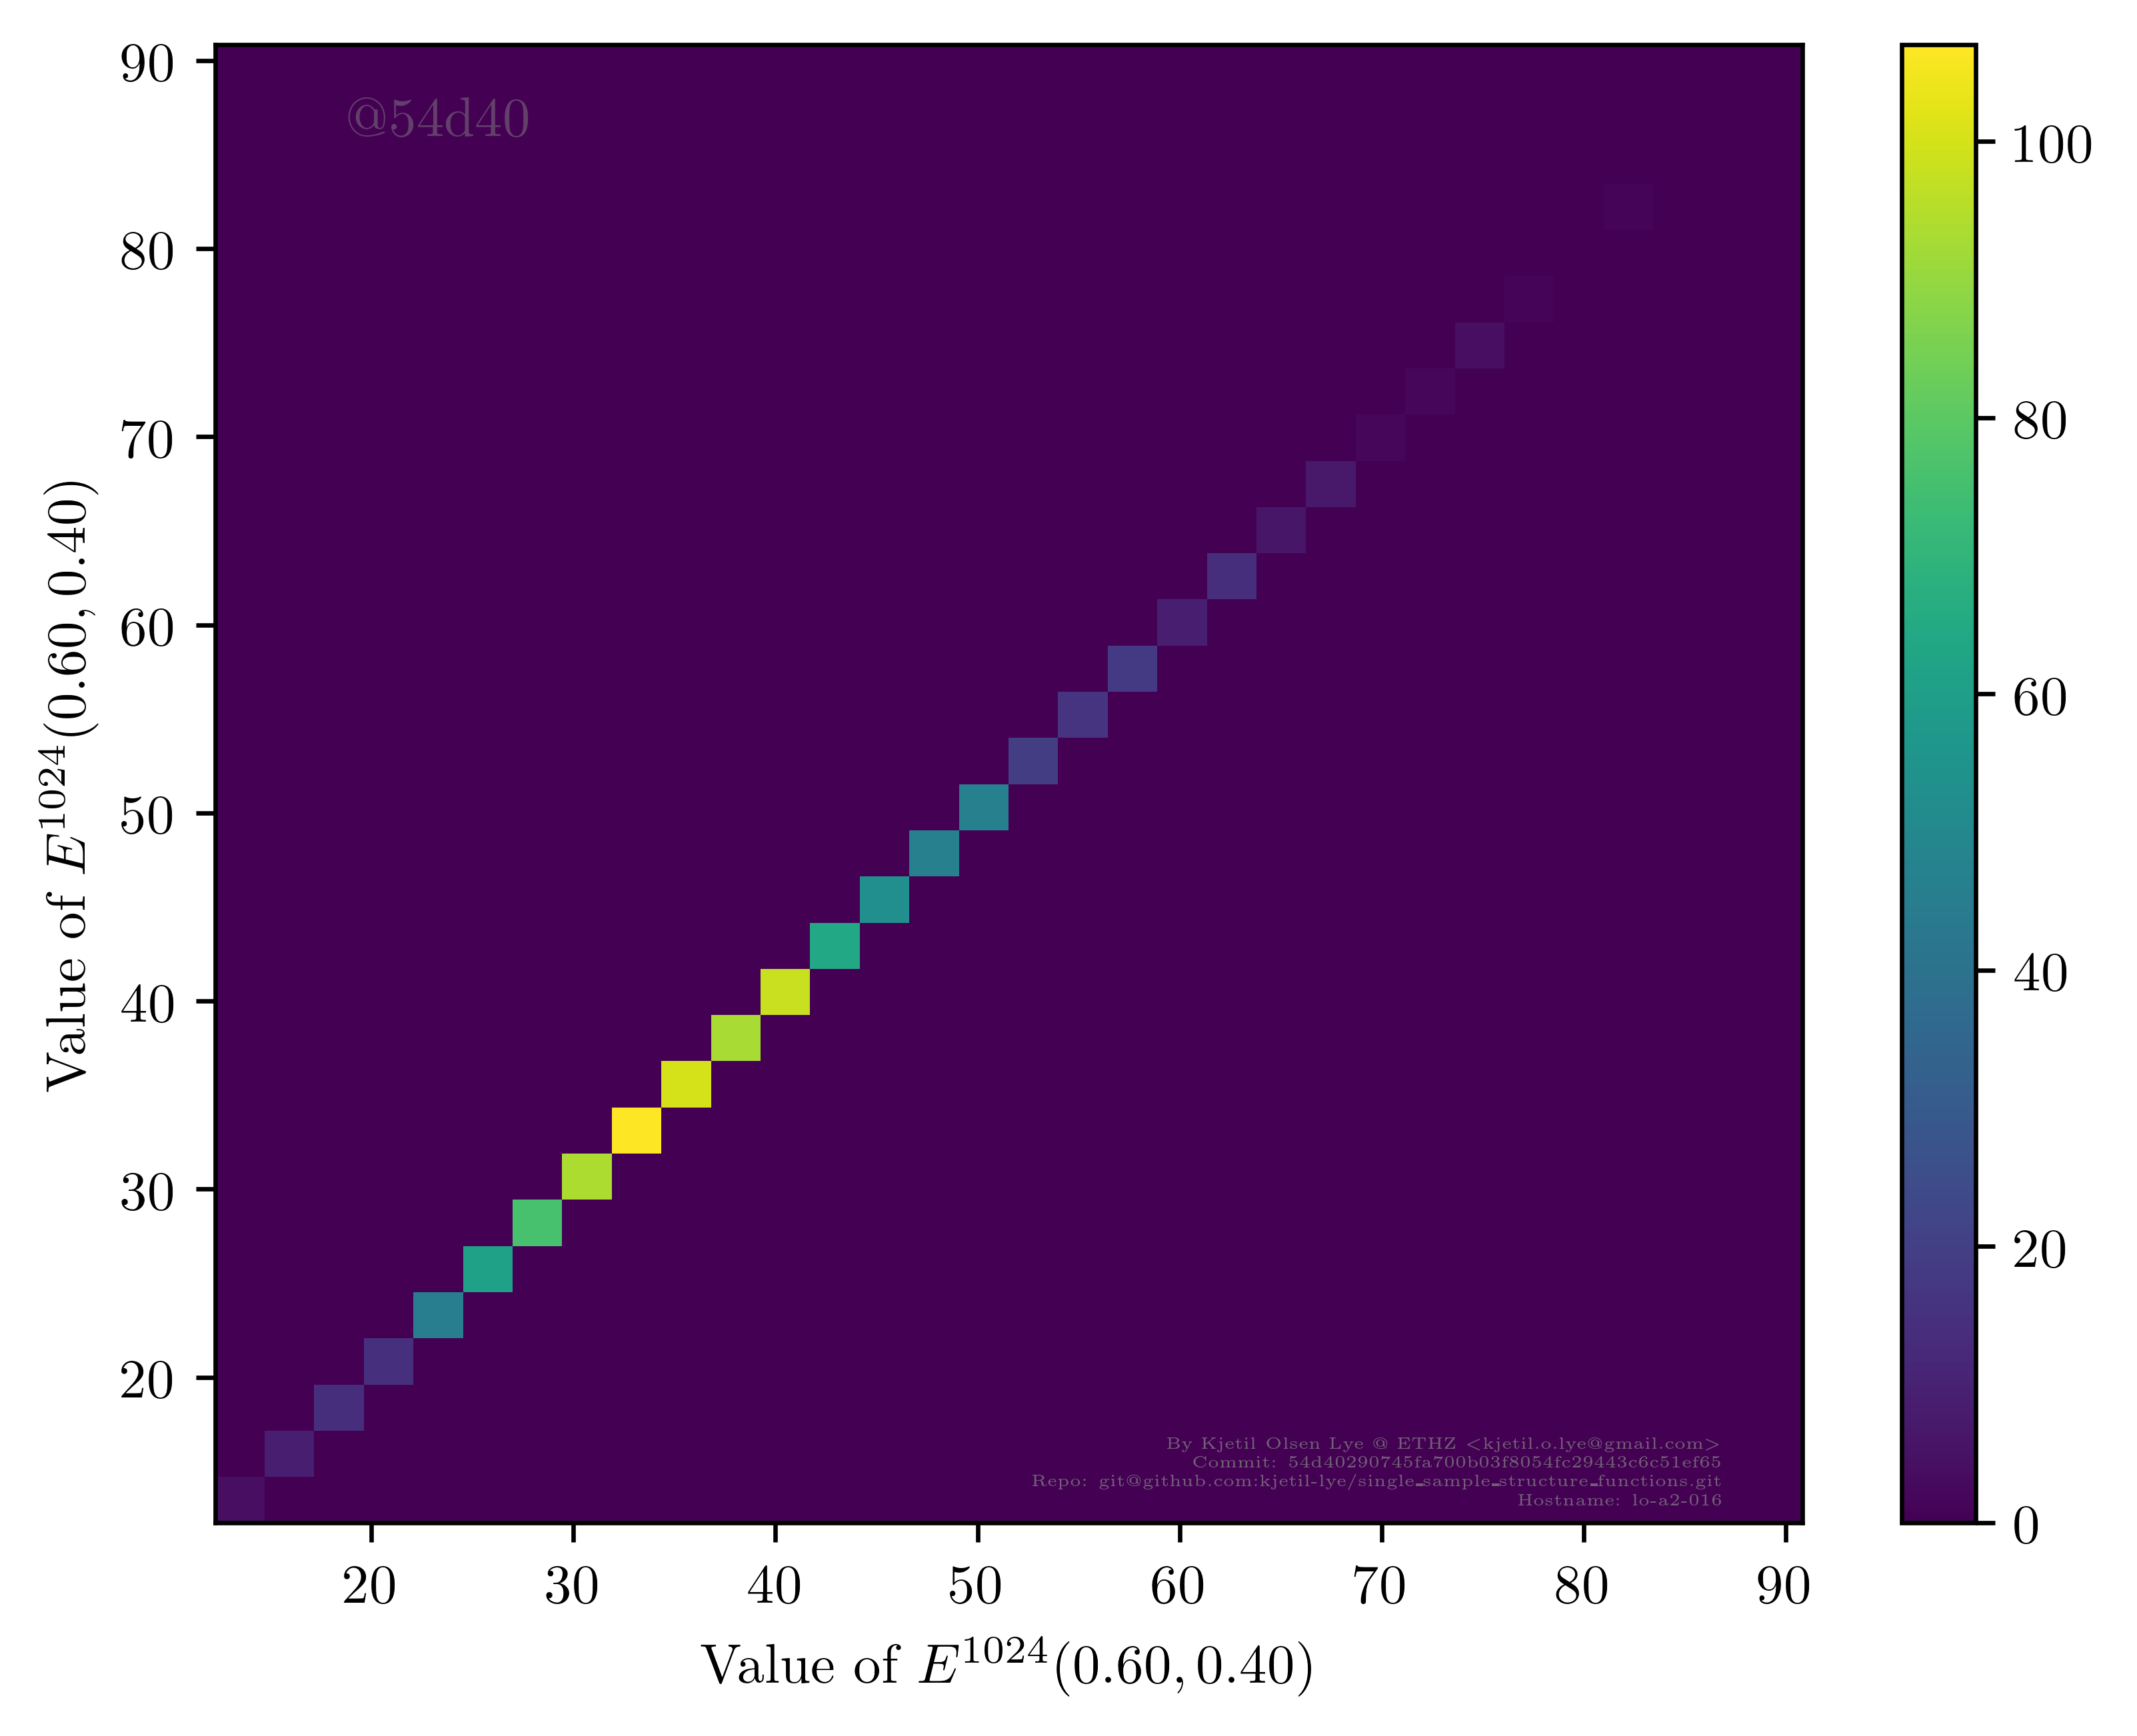 @54d40
90
80
70
60
50
40
30
20
Value of E^1024(0.60, 0.40)
20 30 40 50 60 70 80 90
Value of E^1024(0.60, 0.40)
100
80
60
40
20
0
By Kjetil Olsen Lye @ ETHZ <kjetil.o.lye@gmail.com>
Commit: 54d40290745fa700b03f8054fc29443c6c51ef65
Repo: git@github.com:kjetil-lye/single_sample_structure_functions.git
Hostname: lo-a2-016